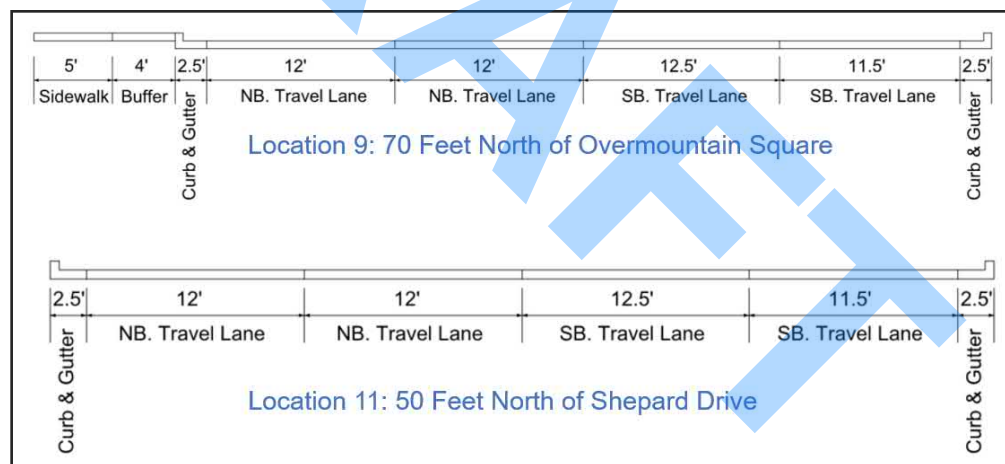 5' 4' 2.5' 12' 12' 12.5' 11.5' 2.5'
Sidewalk Buffer Curb & Gutter NB. Travel Lane NB. Travel Lane SB. Travel Lane SB. Travel Lane Curb & Gutter
Location 9: 70 Feet North of Overmountain Square
2.5' 12' 12' 12.5' 11.5' 2.5'
Curb & Gutter NB. Travel Lane NB. Travel Lane SB. Travel Lane SB. Travel Lane Curb & Gutter
Location 11: 50 Feet North of Shepard Drive
AFT